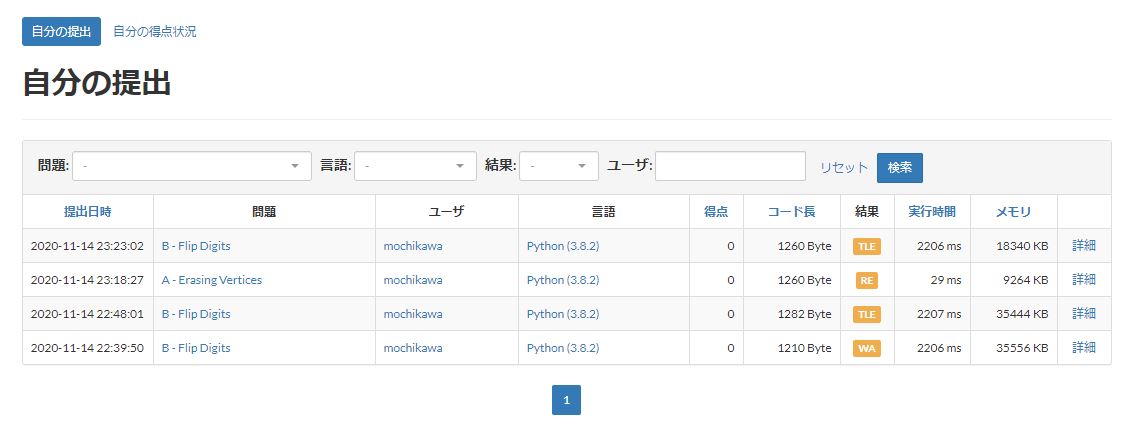 自分の提出 自分の得点状況
自分の提出
問題: - 言語: - 結果: - ユーザ: リセット 検索
提出日時 問題 ユーザ 言語 得点 コード長 結果 実行時間 メモリ
2020-11-14 23:23:02 B - Flip Digits mochikawa Python (3.8.2) 0 1260 Byte TLE 2206 ms 18340 KB 詳細
2020-11-14 23:18:27 A - Erasing Vertices mochikawa Python (3.8.2) 0 1260 Byte RE 29 ms 9264 KB 詳細
2020-11-14 22:48:01 B - Flip Digits mochikawa Python (3.8.2) 0 1282 Byte TLE 2207 ms 35444 KB 詳細
2020-11-14 22:39:50 B - Flip Digits mochikawa Python (3.8.2) 0 1210 Byte WA 2206 ms 35556 KB 詳細
1